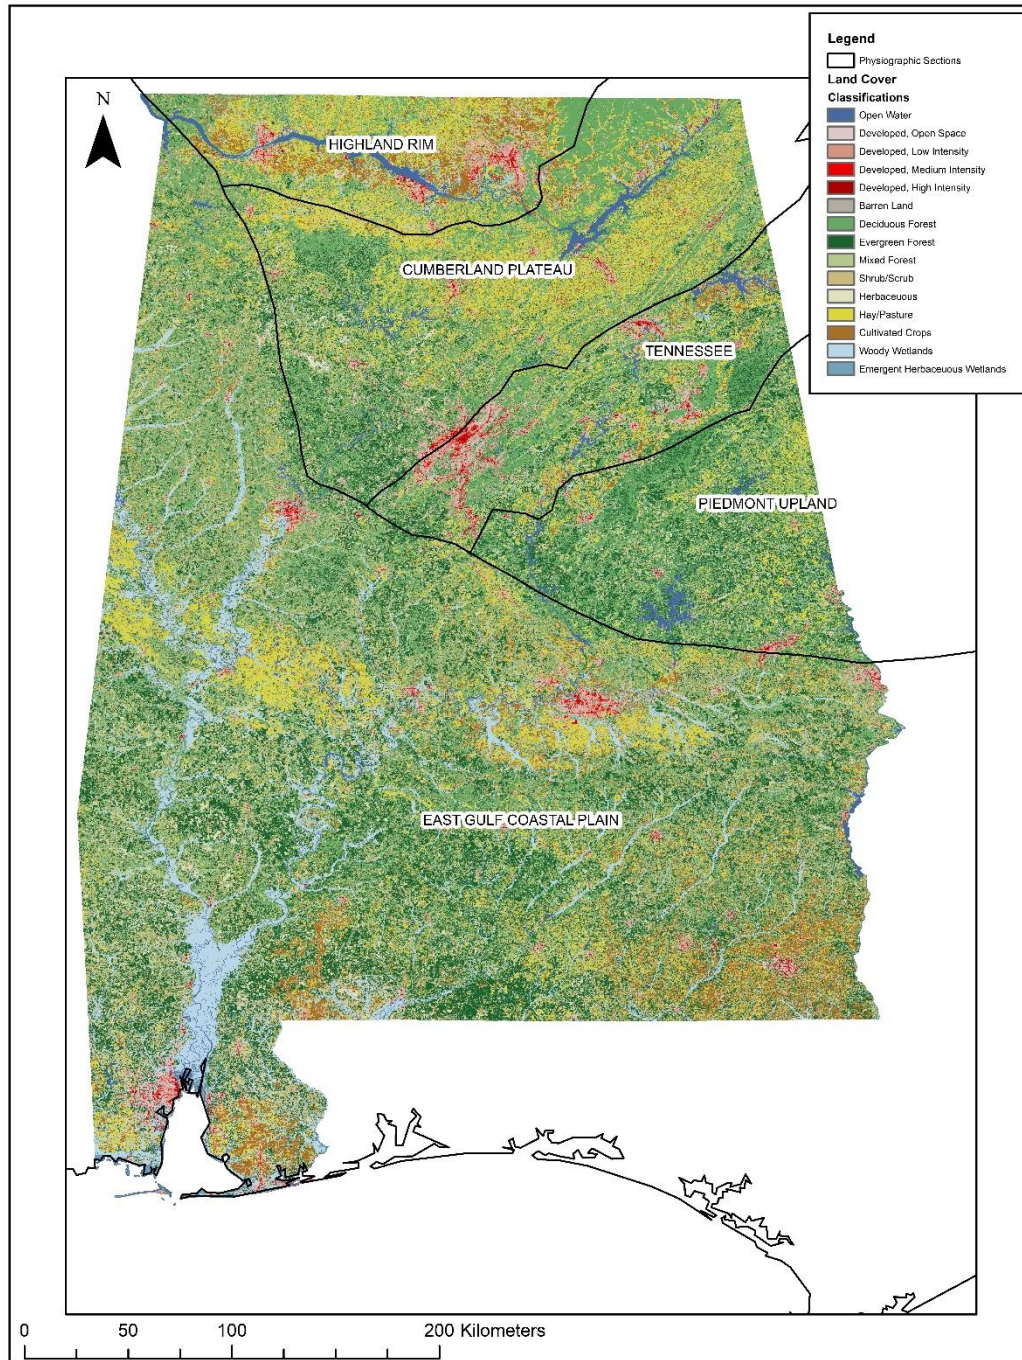 Legend
Physiographic Sections
Land Cover
Classifications
Open Water
Developed, Open Space
Developed, Low Intensity
Developed, Medium Intensity
Developed, High Intensity
Barren Land
Deciduous Forest
Evergreen Forest
Mixed Forest
Shrub/Scrub
Herbaceuous
Hay/Pasture
Cultivated Crops
Woody Wetlands
Emergent Herbaceuous Wetlands
N
HIGHLAND RIM
CUMBERLAND PLATEAU
TENNESSEE
PIEDMONT UPLAND
EAST GULF COASTAL PLAIN
0 50 100 200 Kilometers